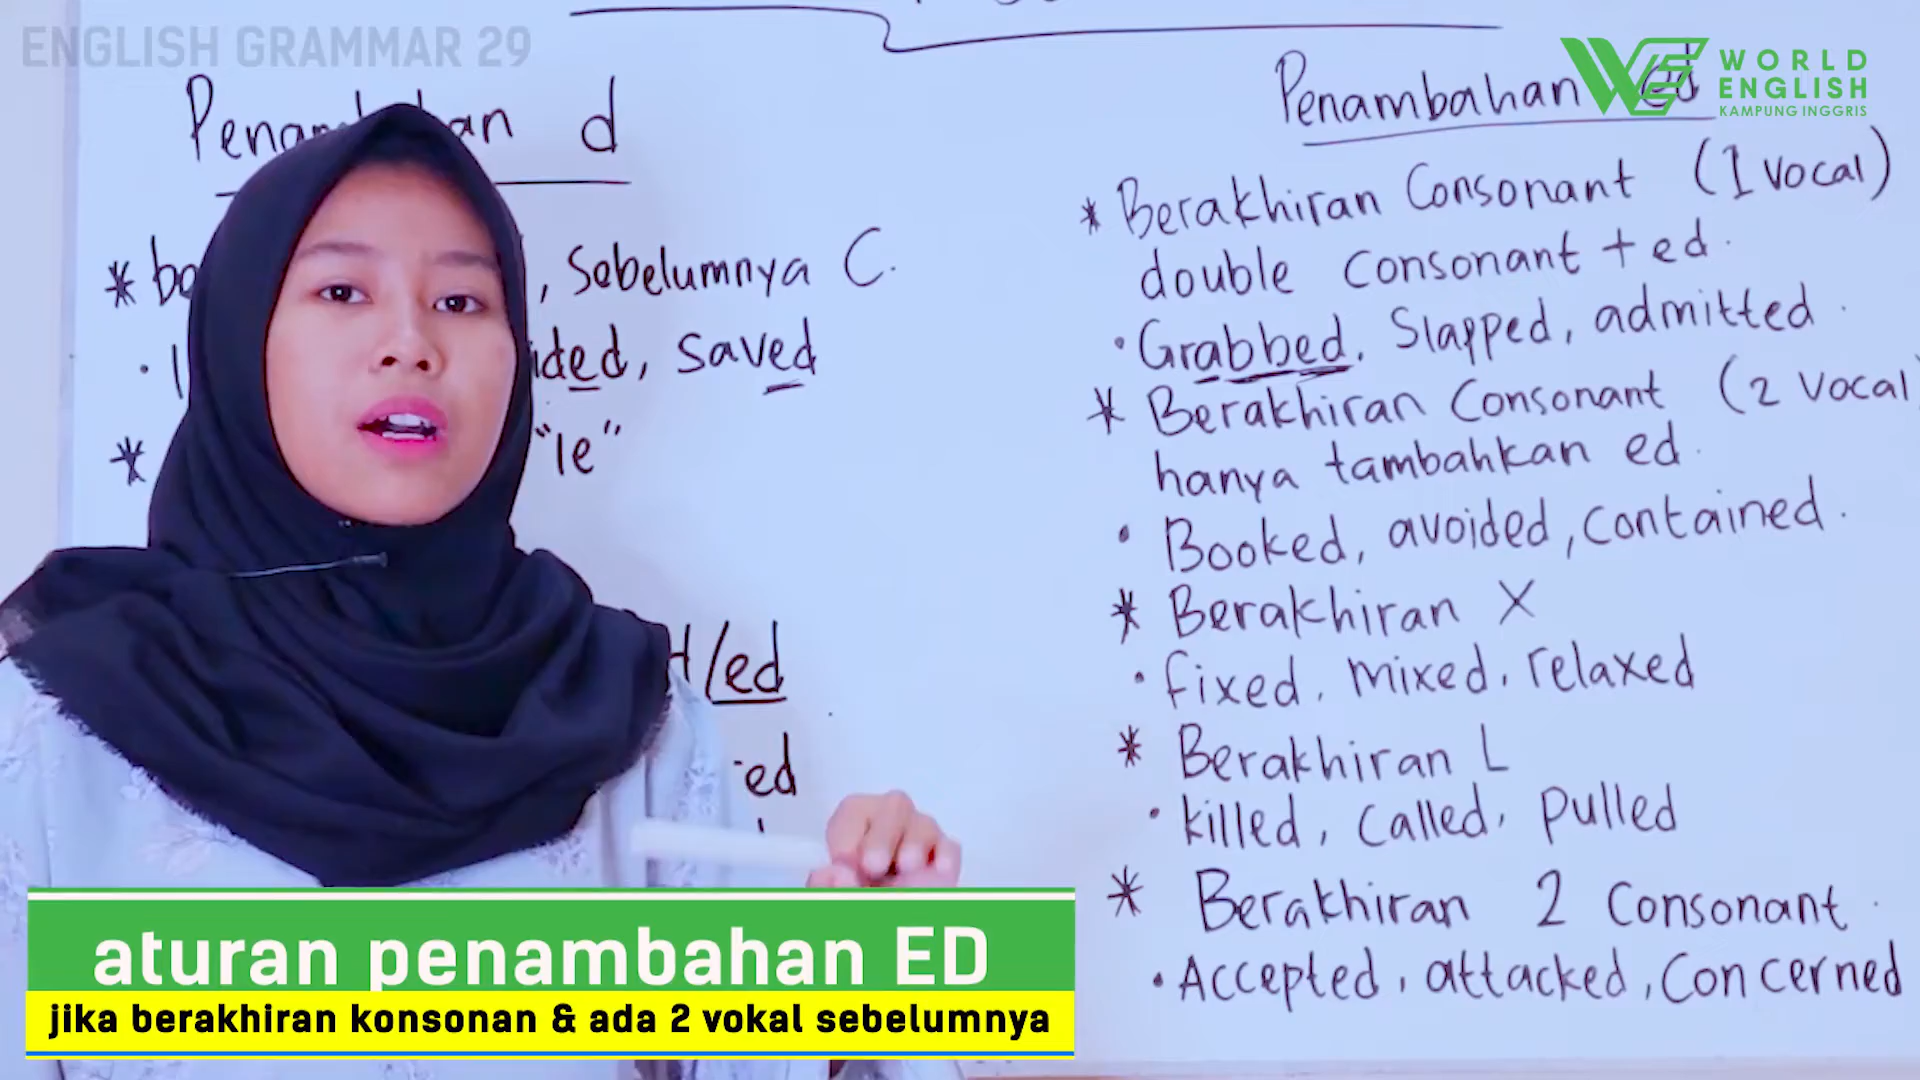 ENGLISH GRAMMAR 29
WORLD
ENGLISH
KAMPUNG INGGRIS
d
, Sebelumnya C.
saved
"le"
/ed
ed
Penambahan ed
* Berakhiran Consonant (1 vocal)
double consonant + ed.
• Grabbed, Slapped, admitted.
* Berakhiran Consonant (2 vocal)
hanya tambahkan ed.
• Booked, avoided, contained.
* Berakhiran X
• fixed, mixed, relaxed
* Berakhiran L
• killed, called, pulled
* Berakhiran 2 Consonant.
• Accepted, attacked, Concerned
aturan penambahan ED
jika berakhiran konsonan & ada 2 vokal sebelumnya